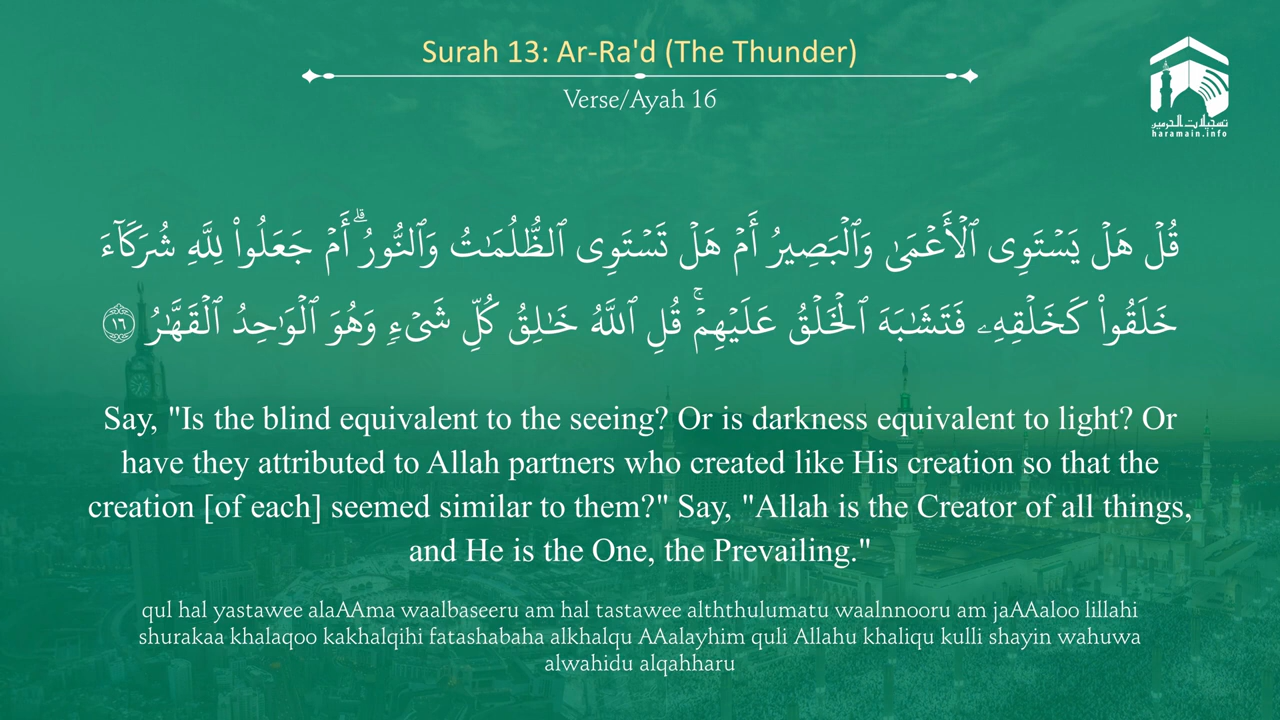 Surah 13: Ar-Ra'd (The Thunder)
Verse/Ayah 16
تسجيلات الحرمين
haramain.info
قُلۡ هَلۡ يَسۡتَوِى ٱلۡأَعۡمَىٰ وَٱلۡبَصِيرُ أَمۡ هَلۡ تَسۡتَوِى ٱلظُّلُمَـٰتُ وَٱلنُّورُ‌ۗ أَمۡ جَعَلُواْ لِلَّهِ شُرَكَآءَ
خَلَقُواْ كَخَلۡقِهِۦ فَتَشَـٰبَهَ ٱلۡخَلۡقُ عَلَيۡہِمۡ‌ۚ قُلِ ٱللَّهُ خَـٰلِقُ كُلِّ شَىۡءٍ۬ وَهُوَ ٱلۡوَٲحِدُ ٱلۡقَهَّـٰرُ ١٦
Say, "Is the blind equivalent to the seeing? Or is darkness equivalent to light? Or
have they attributed to Allah partners who created like His creation so that the
creation [of each] seemed similar to them?" Say, "Allah is the Creator of all things,
and He is the One, the Prevailing."
qul hal yastawee alaAAma waalbaseeru am hal tastawee alththulumatu waalnnooru am jaAAaloo lillahi
shurakaa khalaqoo kakhalqihi fatashabaha alkhalqu AAalayhim quli Allahu khaliqu kulli shayin wahuwa
alwahidu alqahharu